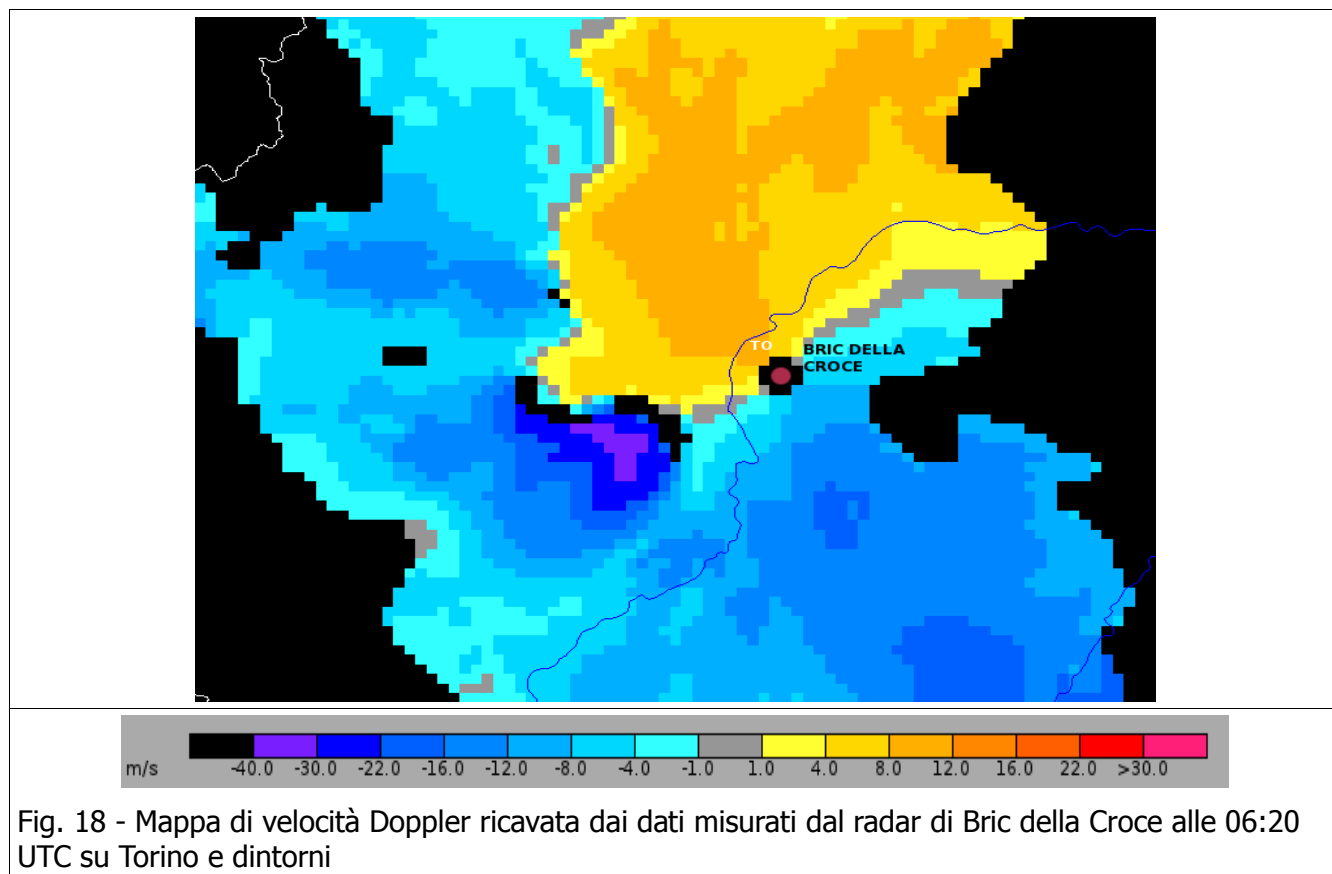 TO
BRIC DELLA
CROCE
m/s -40.0 -30.0 -22.0 -16.0 -12.0 -8.0 -4.0 -1.0 1.0 4.0 8.0 12.0 16.0 22.0 >30.0
Fig. 18 - Mappa di velocità Doppler ricavata dai dati misurati dal radar di Bric della Croce alle 06:20
UTC su Torino e dintorni